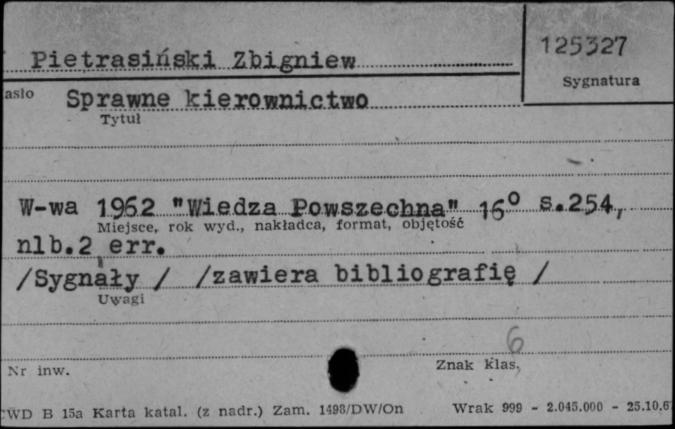 Pietrasiński Zbigniew
125327
Sygnatura
asło Sprawne kierownictwo
Tytuł
W-wa 1962 "Wiedza Powszechna" 16° s.254,
Miejsce, rok wyd., nakładca, format, objętość
nlb.2 err.
/Sygnały / /zawiera bibliografię /
Uwagi
6
Nr inw.
Znak klas,
CWD B 15a Karta katal. (z nadr.) Zam. 1498/DW/On Wrak 999 - 2.045.000 - 25.10.6